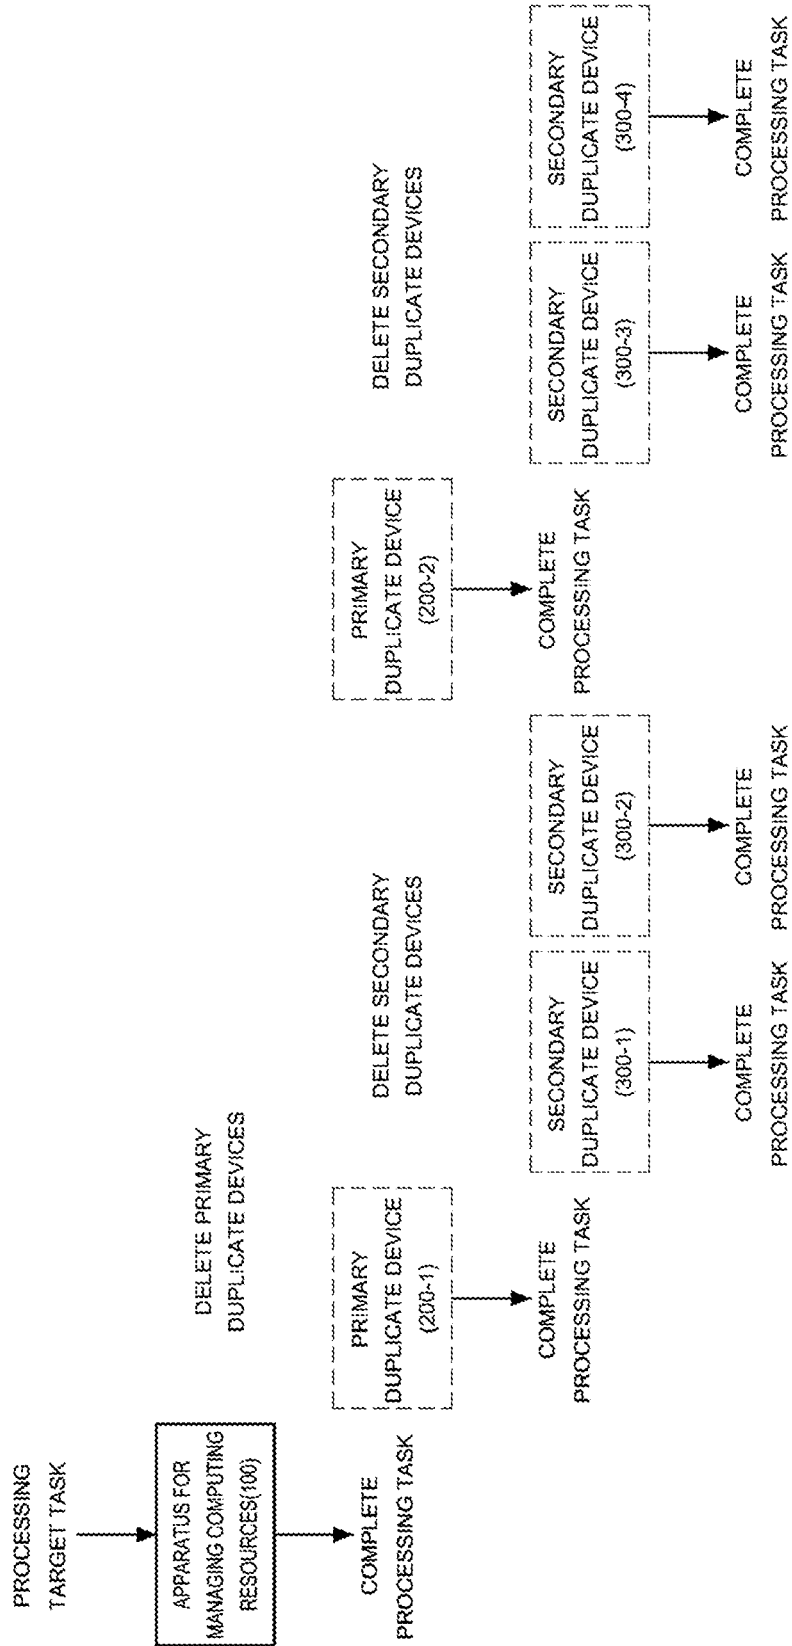 PROCESSING
TARGET TASK
APPARATUS FOR
MANAGING COMPUTING
RESOURCES(100)
COMPLETE
PROCESSING TASK
DELETE PRIMARY
DUPLICATE DEVICES
PRIMARY
DUPLICATE DEVICE
(200-1)
COMPLETE
PROCESSING TASK
DELETE SECONDARY
DUPLICATE DEVICES
SECONDARY
DUPLICATE DEVICE
(300-1)
COMPLETE
PROCESSING TASK
SECONDARY
DUPLICATE DEVICE
(300-2)
COMPLETE
PROCESSING TASK
PRIMARY
DUPLICATE DEVICE
(200-2)
COMPLETE
PROCESSING TASK
DELETE SECONDARY
DUPLICATE DEVICES
SECONDARY
DUPLICATE DEVICE
(300-3)
COMPLETE
PROCESSING TASK
SECONDARY
DUPLICATE DEVICE
(300-4)
COMPLETE
PROCESSING TASK